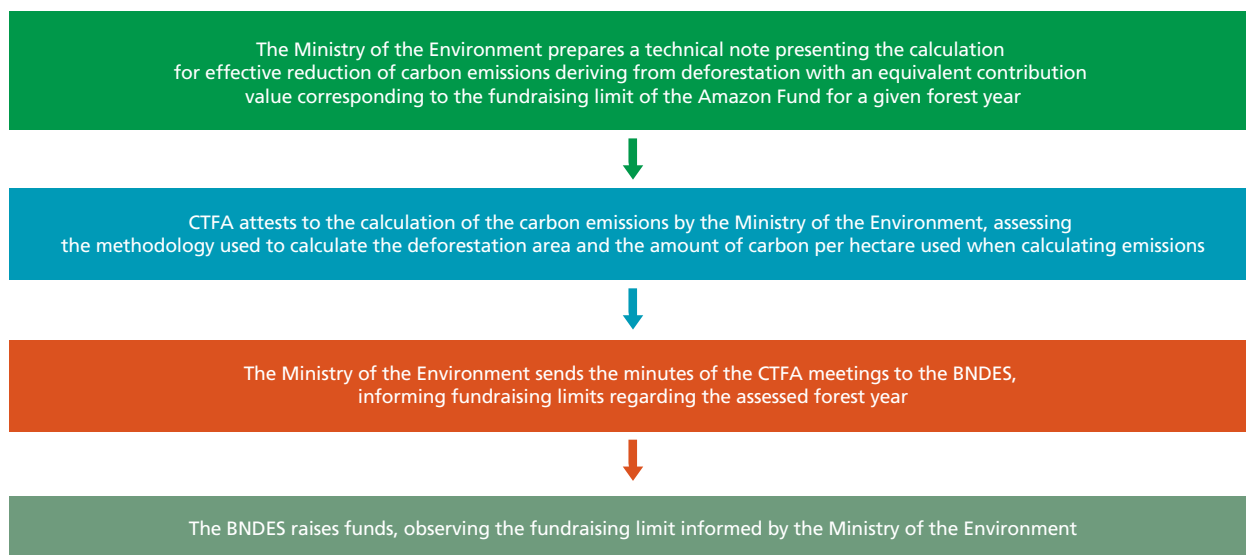 The Ministry of the Environment prepares a technical note presenting the calculation
for effective reduction of carbon emissions deriving from deforestation with an equivalent contribution
value corresponding to the fundraising limit of the Amazon Fund for a given forest year
CTFA attests to the calculation of the carbon emissions by the Ministry of the Environment, assessing
the methodology used to calculate the deforestation area and the amount of carbon per hectare used when calculating emissions
The Ministry of the Environment sends the minutes of the CTFA meetings to the BNDES,
informing fundraising limits regarding the assessed forest year
The BNDES raises funds, observing the fundraising limit informed by the Ministry of the Environment